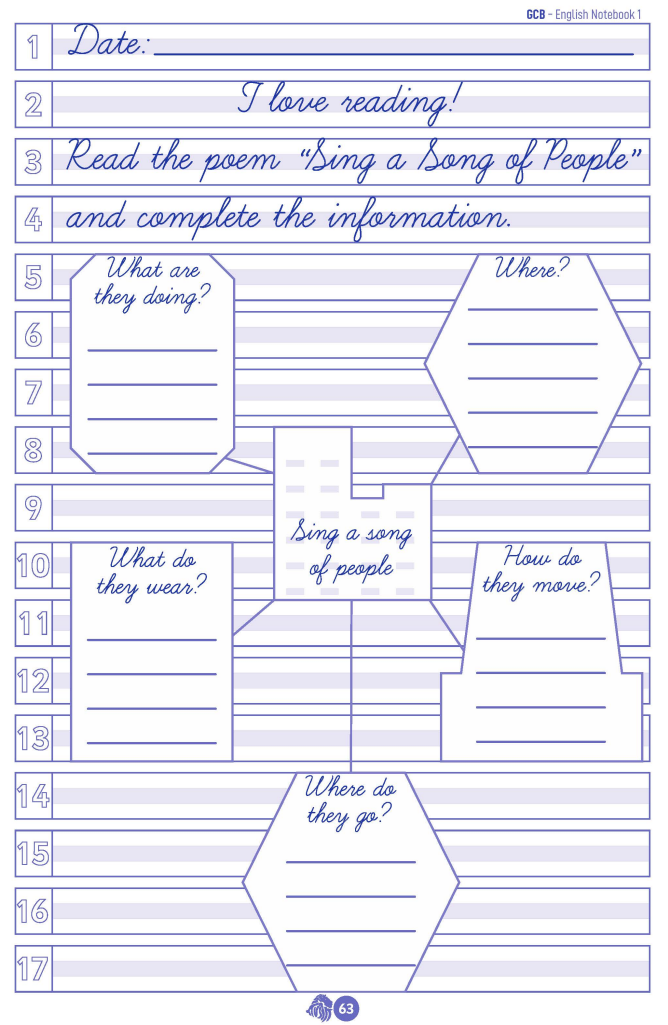 GCB - English Notebook 1
1 Date:
2 I love reading!
3 Read the poem "Sing a Song of People"
4 and complete the information.
5 What are
they doing?
Where?
6
7
8
9
Sing a song
of people
10 What do
they wear?
How do
they move?
11
12
13
14 Where do
they go?
15
16
17
63